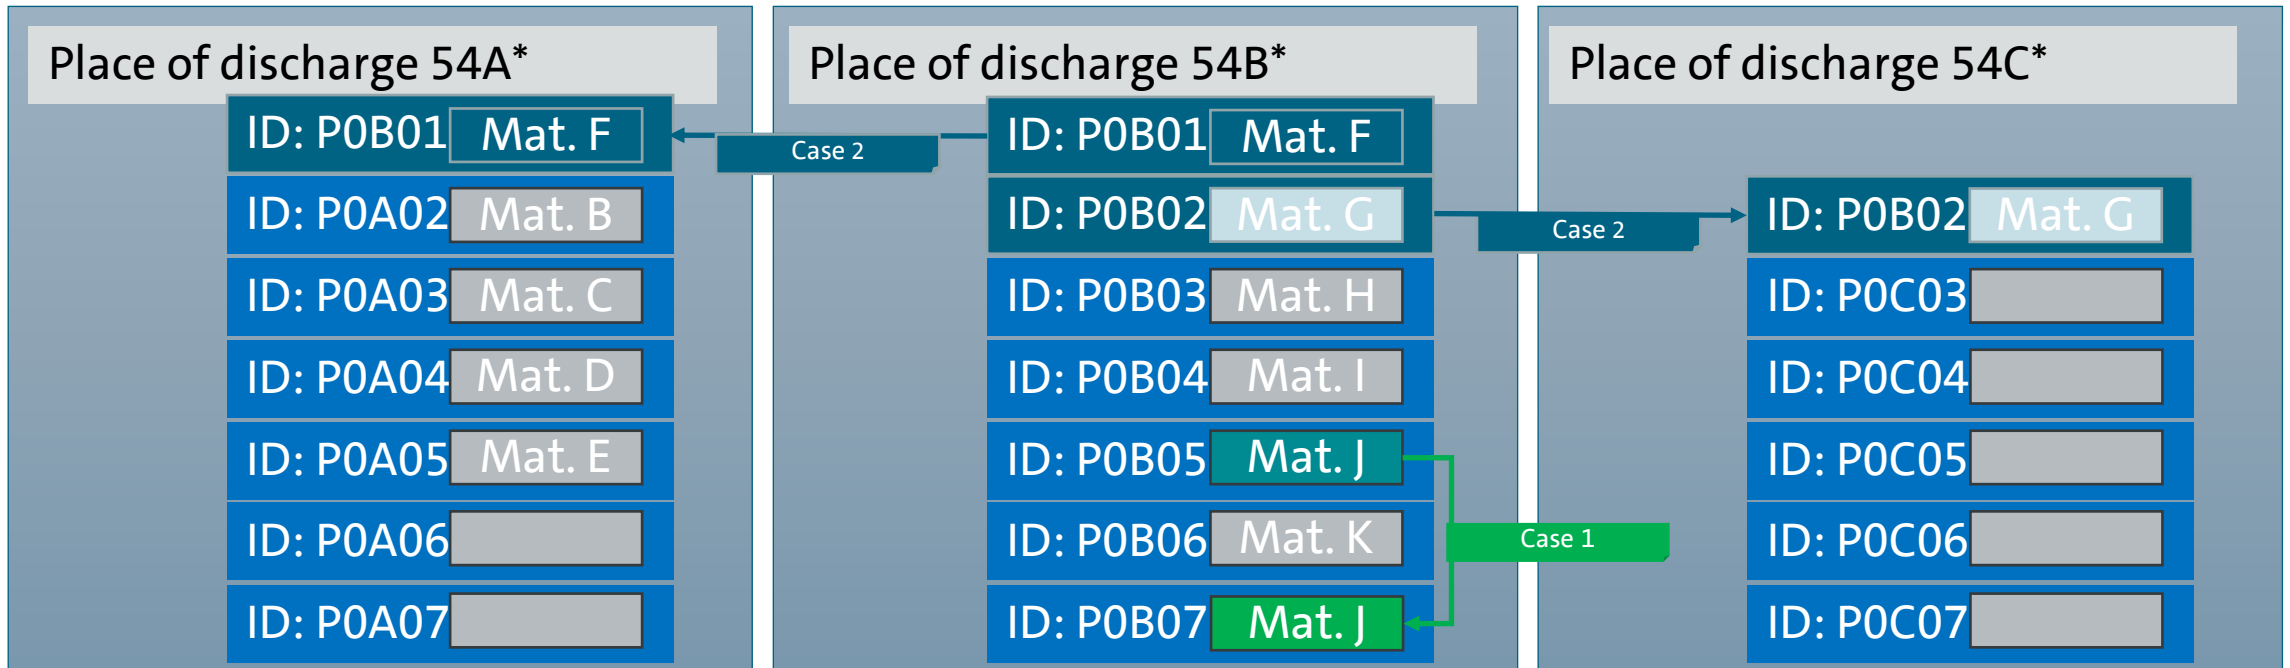 Place of discharge 54A*
ID: P0B01 Mat. F
ID: P0A02 Mat. B
ID: P0A03 Mat. C
ID: P0A04 Mat. D
ID: P0A05 Mat. E
ID: P0A06
ID: P0A07
Case 2
Place of discharge 54B*
ID: P0B01 Mat. F
ID: P0B02 Mat. G
ID: P0B03 Mat. H
ID: P0B04 Mat. I
ID: P0B05 Mat. J
ID: P0B06 Mat. K
ID: P0B07 Mat. J
Case 2
Case 1
Place of discharge 54C*
ID: P0B02 Mat. G
ID: P0C03
ID: P0C04
ID: P0C05
ID: P0C06
ID: P0C07